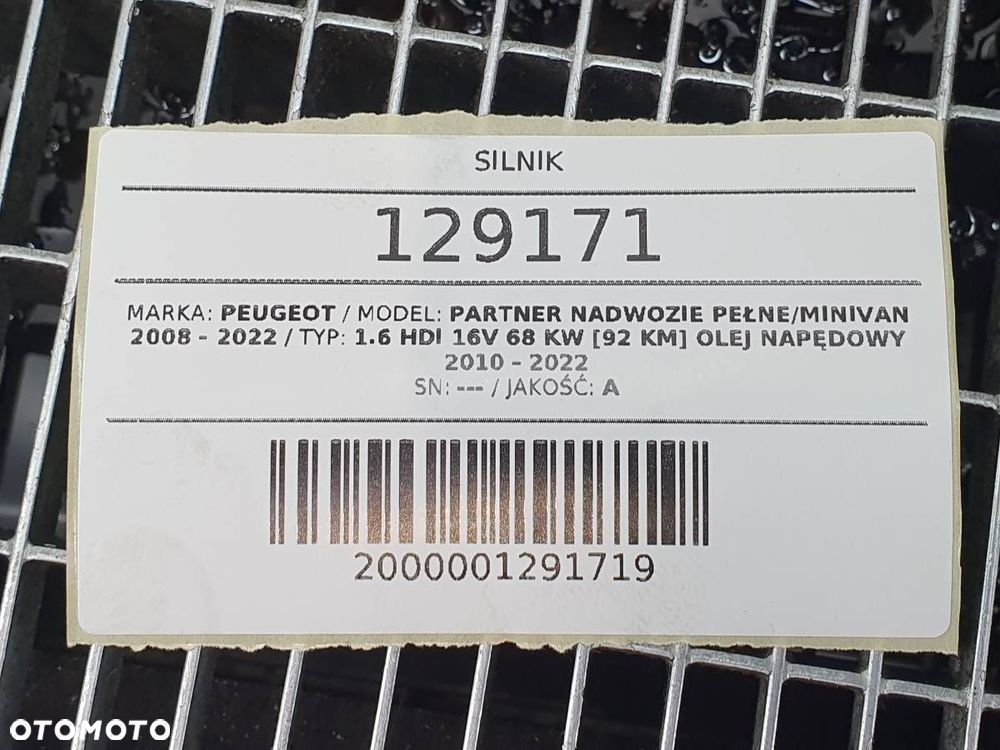 SILNIK
129171
MARKA: PEUGEOT / MODEL: PARTNER NADWOZIE PEŁNE/MINIVAN
2008 - 2022 / TYP: 1.6 HDI 16V 68 KW [92 KM] OLEJ NAPĘDOWY
2010 - 2022
SN: --- / JAKOŚĆ: A
2000001291719
OTOMOTO